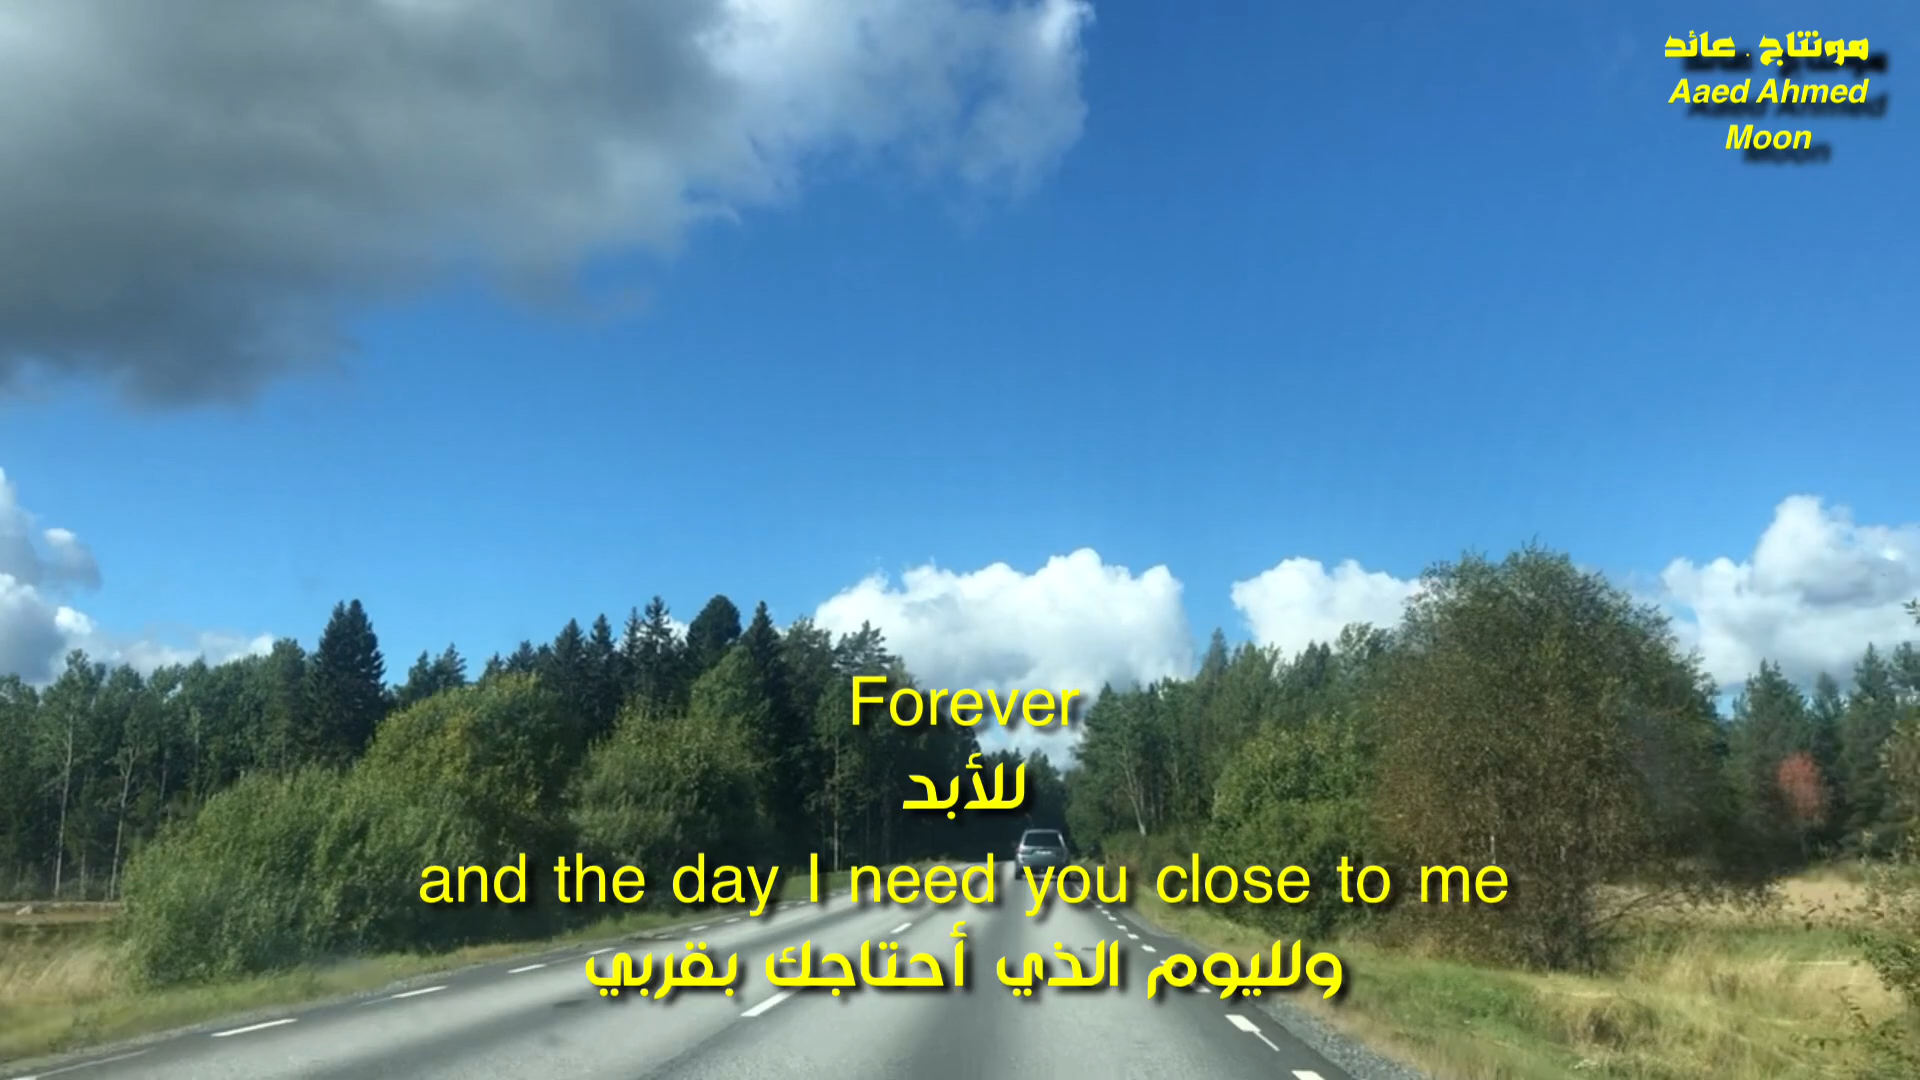 مونتاج . عائد
Aaed Ahmed
Moon
Forever
للأبد
and the day I need you close to me
ولليوم الذي أحتاجك بقربي